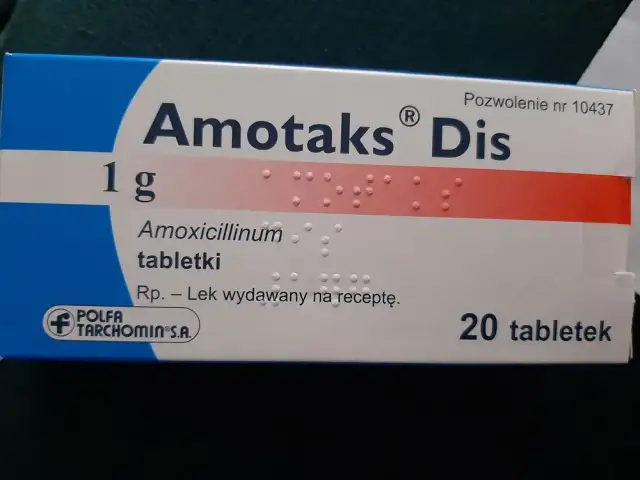 Pozwolenie nr 10437
Amotaks® Dis
1 g
Amoxicillinum
tabletki
Rp. – Lek wydawany na receptę.
POLFA
TARCHOMIN® S.A.
20 tabletek